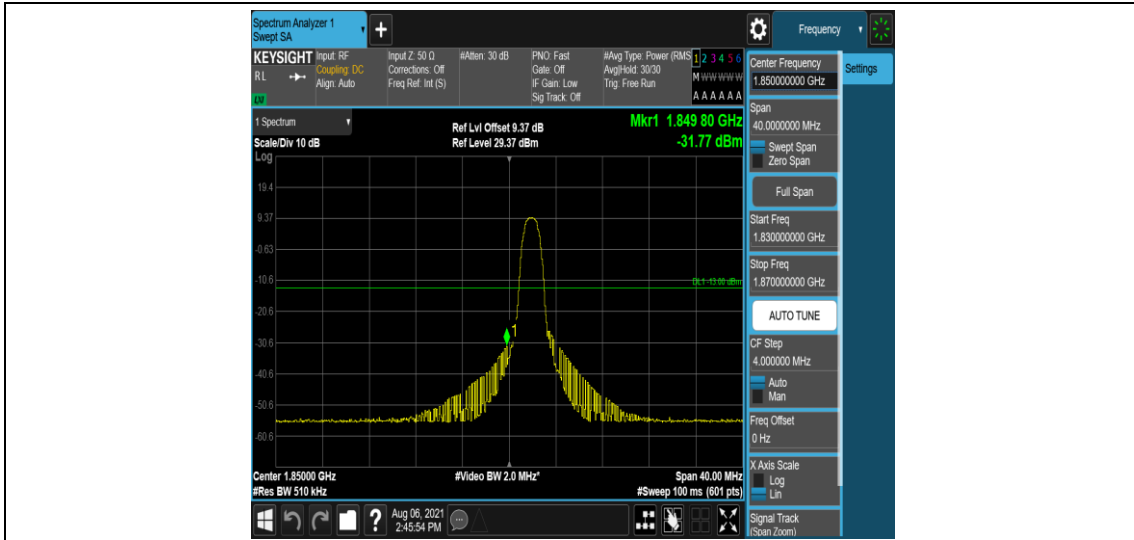 Spectrum Analyzer 1
Swept SA
+
Frequency
KEYSIGHT
RL
LXI
Input: RF
Coupling: DC
Align: Auto
Input Z: 50 Ω
Corrections: Off
Freq Ref: Int (S)
#Atten: 30 dB
PNO: Fast
Gate: Off
IF Gain: Low
Sig Track: Off
#Avg Type: Power (RMS
Avg|Hold: 30/30
Trig: Free Run
1 2 3 4 5 6
M W W W W W
A A A A A A
1 Spectrum
Scale/Div 10 dB
Log
Ref Lvl Offset 9.37 dB
Ref Level 29.37 dBm
Mkr1 1.849 80 GHz
-31.77 dBm
19.4
9.37
-0.63
-10.6
-20.6
-30.6
-40.6
-50.6
-60.6
DL1 -13.00 dBm
1
Center 1.85000 GHz
#Res BW 510 kHz
#Video BW 2.0 MHz*
Span 40.00 MHz
#Sweep 100 ms (601 pts)
Center Frequency
1.850000000 GHz
Span
40.0000000 MHz
Swept Span
Zero Span
Full Span
Start Freq
1.830000000 GHz
Stop Freq
1.870000000 GHz
AUTO TUNE
CF Step
4.000000 MHz
Auto
Man
Freq Offset
0 Hz
X Axis Scale
Log
Lin
Signal Track
(Span Zoom)
Settings
?
Aug 06, 2021
2:45:54 PM